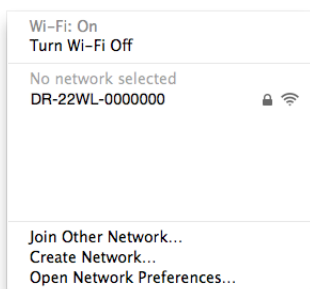 Wi-Fi: On
Turn Wi-Fi Off
No network selected
DR-22WL-0000000
Join Other Network...
Create Network...
Open Network Preferences...